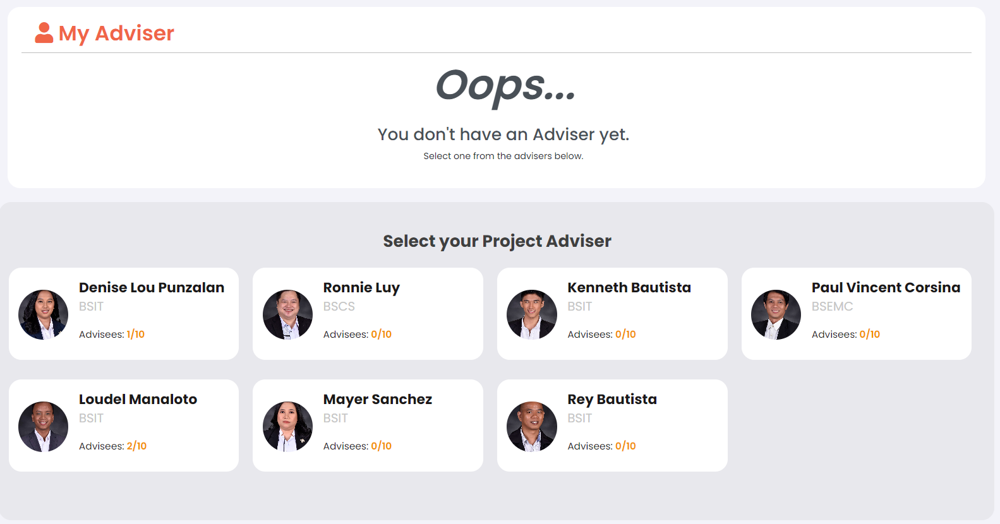 My Adviser
Oops...
You don't have an Adviser yet.
Select one from the advisers below.
Select your Project Adviser
Denise Lou Punzalan
BSIT
Advisees: 1/10
Ronnie Luy
BSCS
Advisees: 0/10
Kenneth Bautista
BSIT
Advisees: 0/10
Paul Vincent Corsina
BSEMC
Advisees: 0/10
Loudel Manaloto
BSIT
Advisees: 2/10
Mayer Sanchez
BSIT
Advisees: 0/10
Rey Bautista
BSIT
Advisees: 0/10